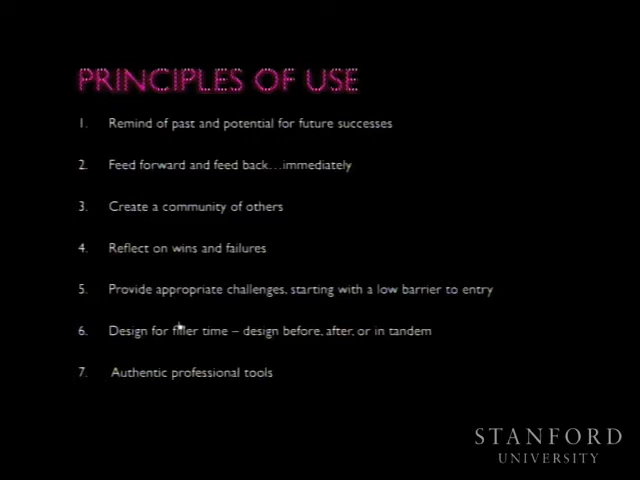 PRINCIPLES OF USE
1. Remind of past and potential for future successes
2. Feed forward and feed back...immediately
3. Create a community of others
4. Reflect on wins and failures
5. Provide appropriate challenges, starting with a low barrier to entry
6. Design for filler time – design before, after, or in tandem
7. Authentic professional tools
STANFORD
UNIVERSITY